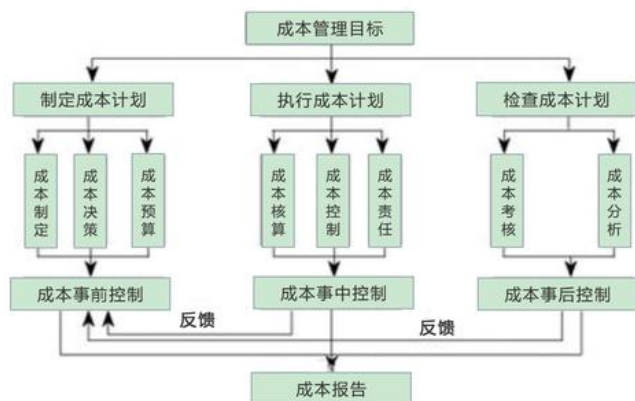 成本管理目标
制定成本计划
执行成本计划
检查成本计划
成本制定
成本决策
成本预算
成本核算
成本控制
成本责任
成本考核
成本分析
成本事前控制
成本事中控制
成本事后控制
反馈
反馈
成本报告